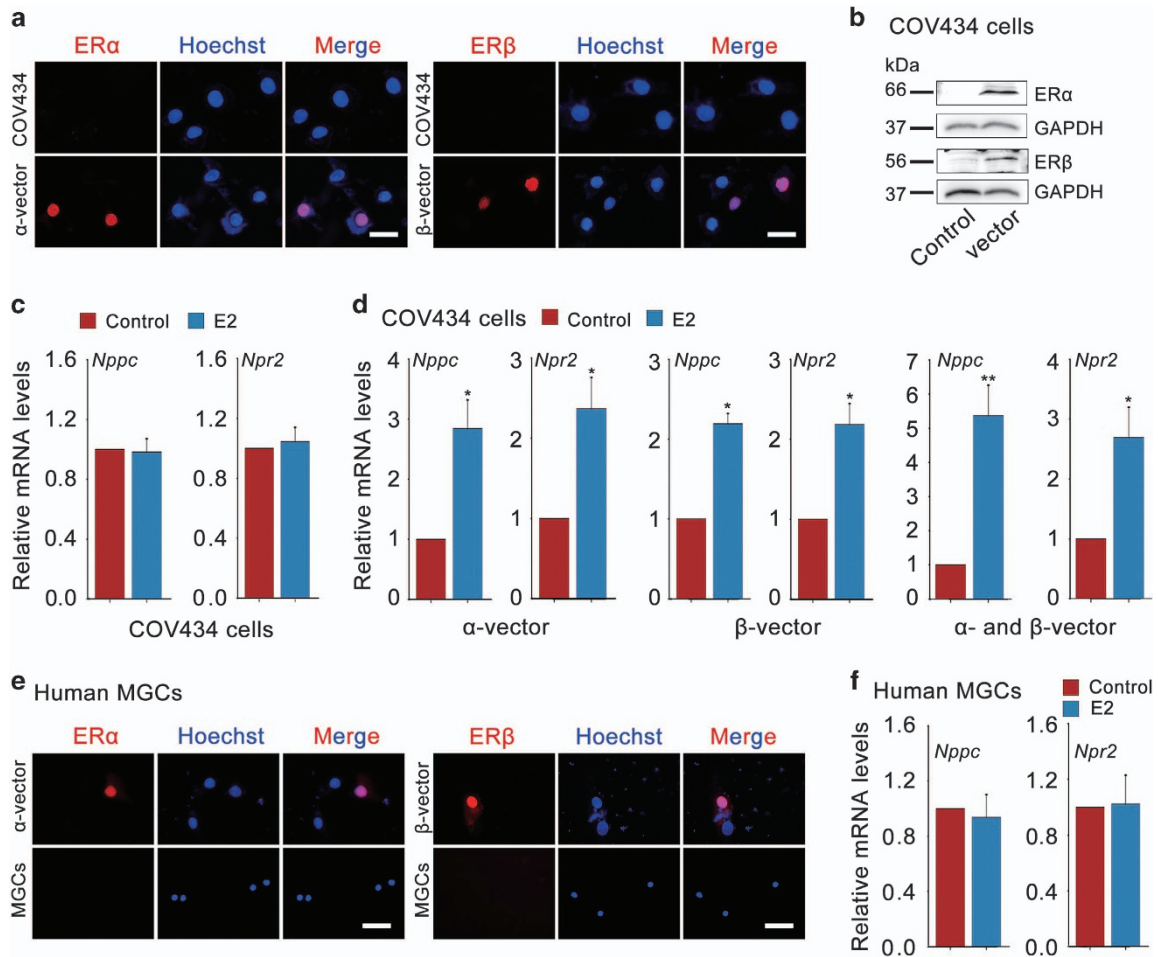 a
ERα Hoechst Merge ERβ Hoechst Merge
COV434
α-vector
COV434
β-vector
b
COV434 cells
kDa
66 ERα
37 GAPDH
56 ERβ
37 GAPDH
Control vector
c
Control E2
Relative mRNA levels
1.6 Nppc
1.2
0.8
0.4
0.0
1.6 Npr2
1.2
0.8
0.4
0.0
COV434 cells
d
COV434 cells Control E2
Relative mRNA levels
4 Nppc
3 *
2
1
0
3 Npr2
2 *
1
0
α-vector
3 Nppc
2 *
1
0
3 Npr2
2 *
1
0
β-vector
7 Nppc
6 **
5
4
3
2
1
0
4 Npr2
3 *
2
1
0
α- and β-vector
e
Human MGCs
ERα Hoechst Merge ERβ Hoechst Merge
α-vector
MGCs
β-vector
MGCs
f
Human MGCs
Control
E2
Relative mRNA levels
1.6
1.2 Nppc
0.8
0.4
0.0
1.6
1.2 Npr2
0.8
0.4
0.0